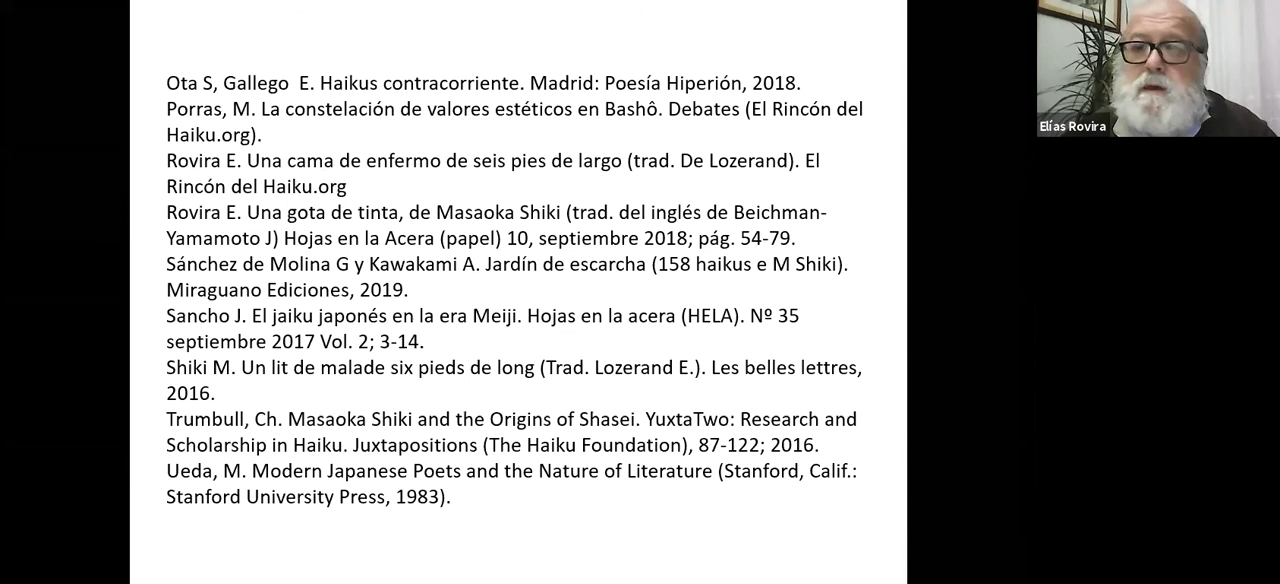 Ota S, Gallego  E. Haikus contracorriente. Madrid: Poesía Hiperión, 2018.
Porras, M. La constelación de valores estéticos en Bashô. Debates (El Rincón del
Haiku.org).
Rovira E. Una cama de enfermo de seis pies de largo (trad. De Lozerand). El
Rincón del Haiku.org
Rovira E. Una gota de tinta, de Masaoka Shiki (trad. del inglés de Beichman-
Yamamoto J) Hojas en la Acera (papel) 10, septiembre 2018; pág. 54-79.
Sánchez de Molina G y Kawakami A. Jardín de escarcha (158 haikus e M Shiki).
Miraguano Ediciones, 2019.
Sancho J. El jaiku japonés en la era Meiji. Hojas en la acera (HELA). Nº 35
septiembre 2017 Vol. 2; 3-14.
Shiki M. Un lit de malade six pieds de long (Trad. Lozerand E.). Les belles lettres,
2016.
Trumbull, Ch. Masaoka Shiki and the Origins of Shasei. YuxtaTwo: Research and
Scholarship in Haiku. Juxtapositions (The Haiku Foundation), 87-122; 2016.
Ueda, M. Modern Japanese Poets and the Nature of Literature (Stanford, Calif.:
Stanford University Press, 1983).
Elías Rovira